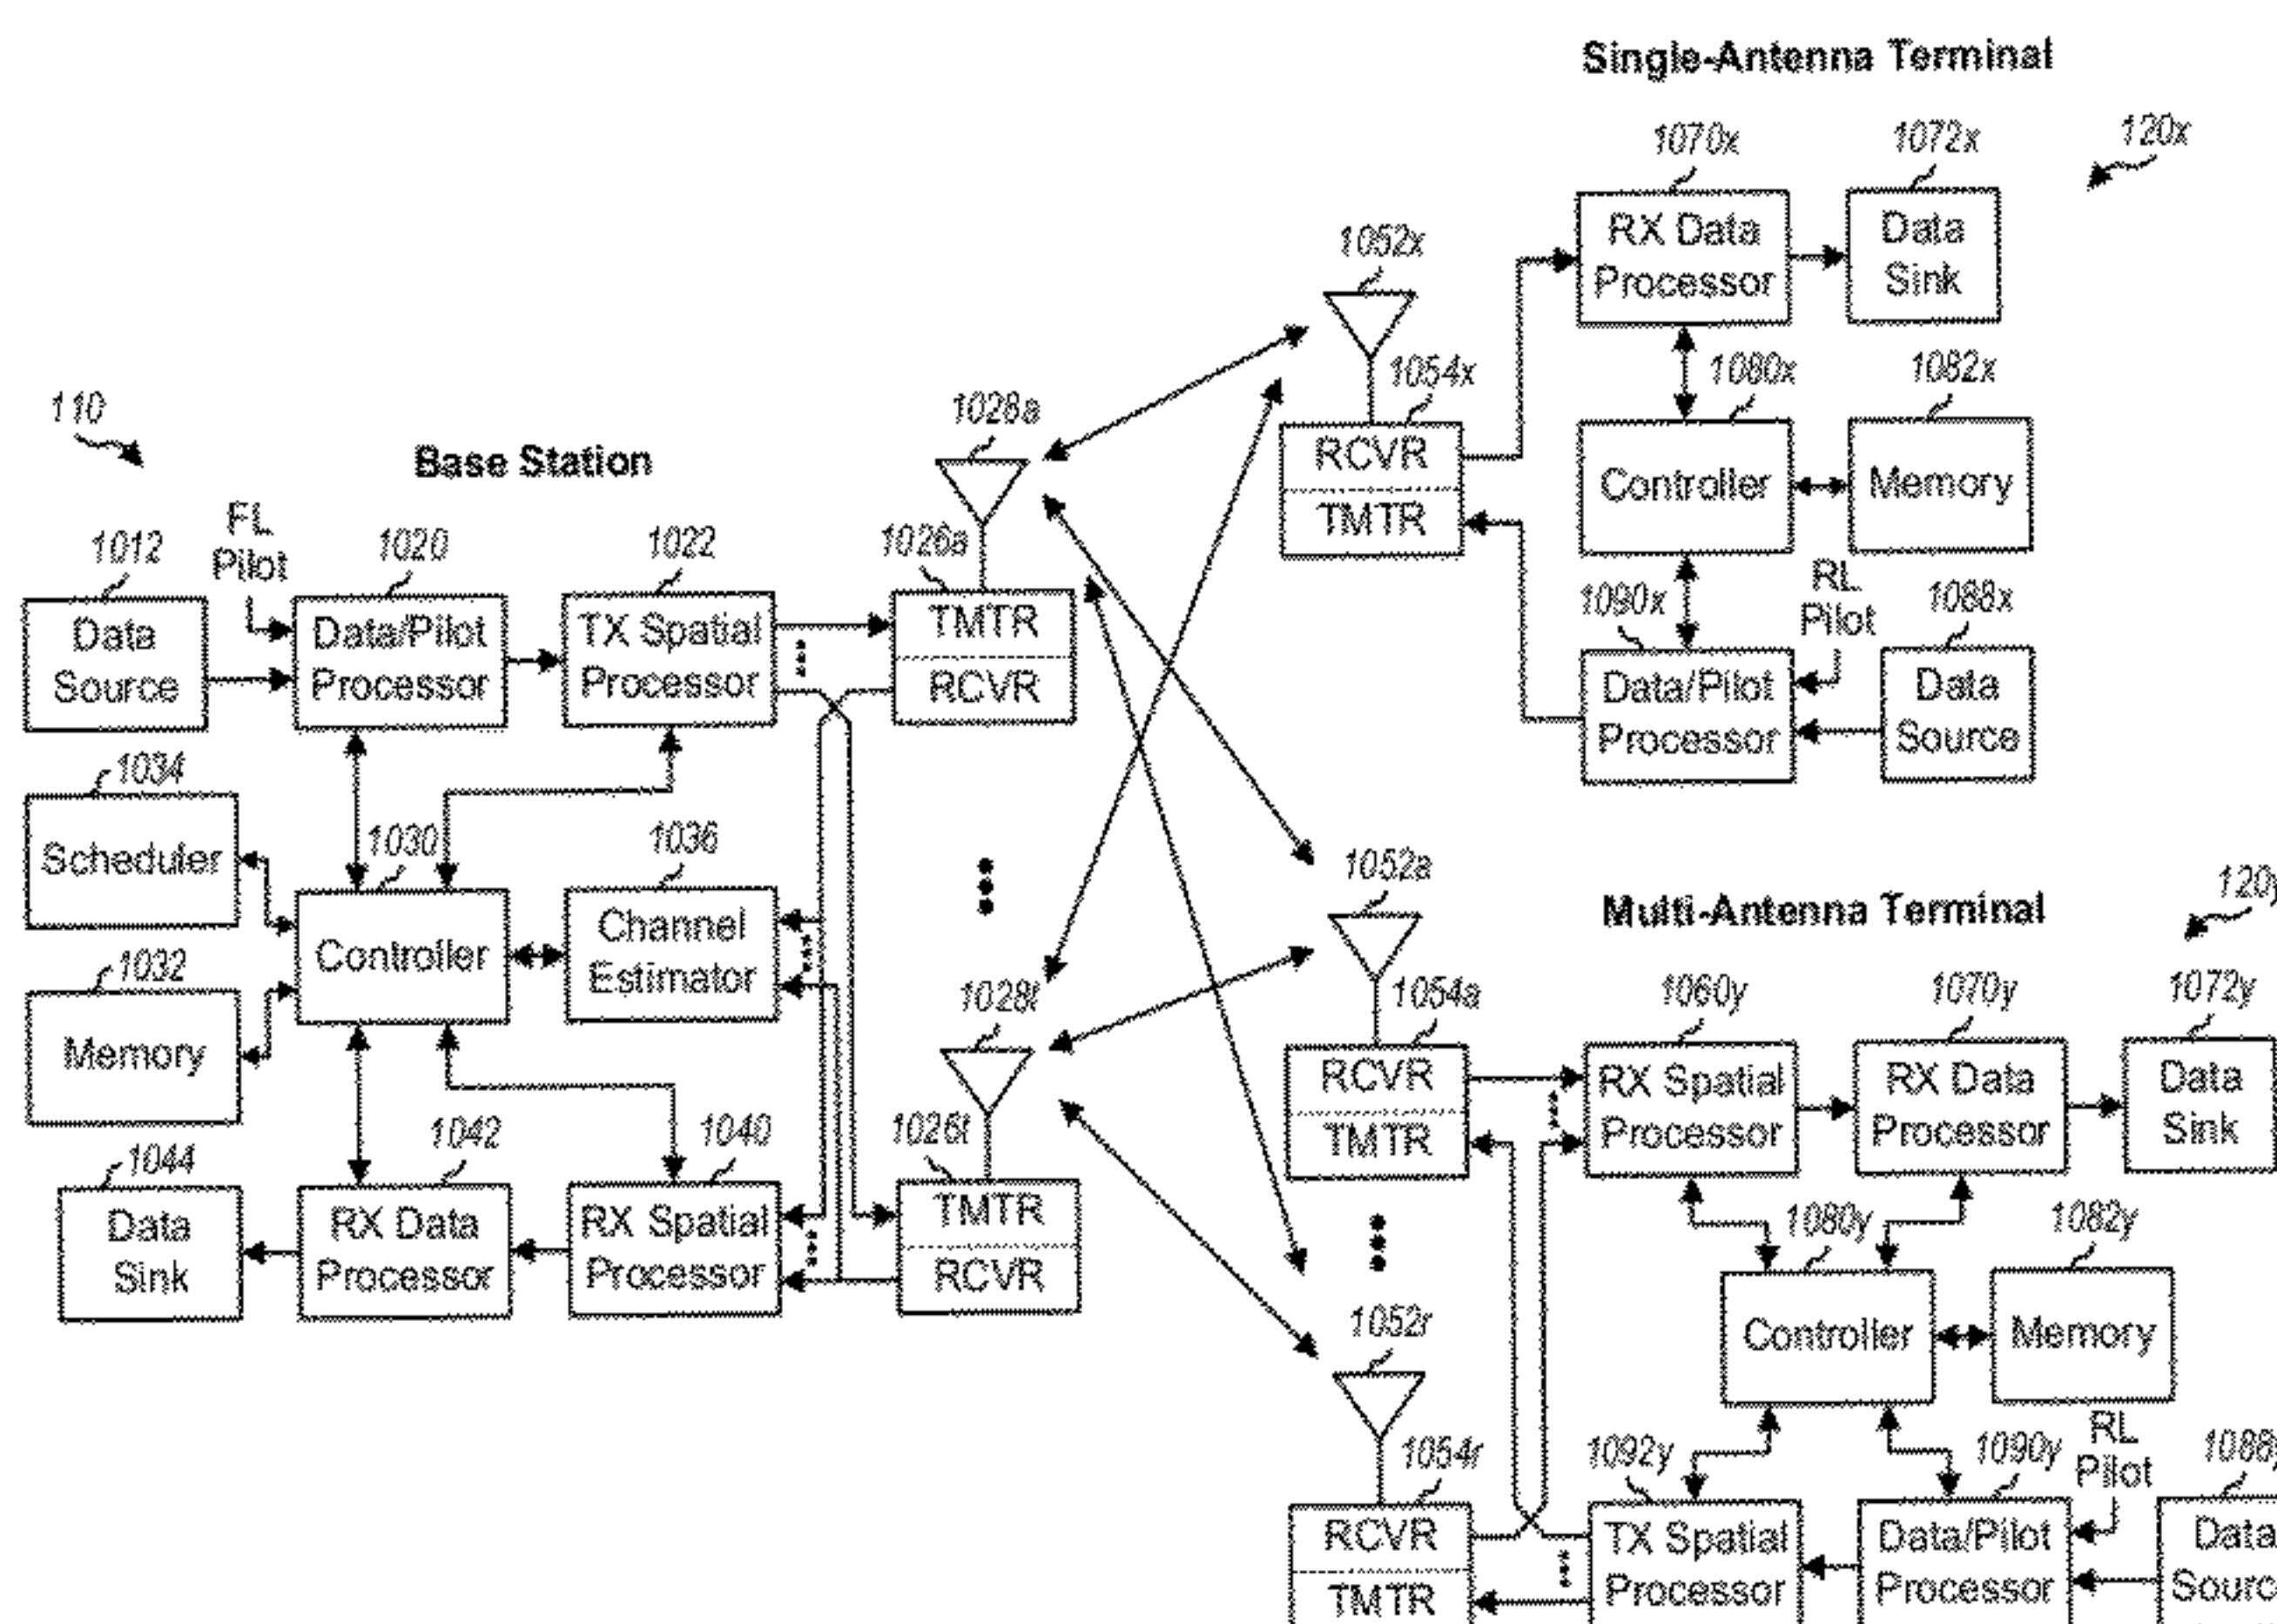 Single-Antenna Terminal
120x
1070x
1072x
RX Data
Processor
Data
Sink
1052x
1054x
RCVR
TMTR
1080x
1082x
Controller
Memory
1090x
RL
Pilot
1088x
Data/Pilot
Processor
Data
Source
110
Base Station
1028a
FL
Pilot
1012
1020
1022
1026a
Data
Source
Data/Pilot
Processor
TX Spatial
Processor
TMTR
RCVR
1034
Scheduler
1030
1036
Controller
Channel
Estimator
1032
Memory
1028t
1044
1042
1040
1026t
Data
Sink
RX Data
Processor
RX Spatial
Processor
TMTR
RCVR
1052a
Multi-Antenna Terminal
120y
1054a
1060y
1070y
1072y
RCVR
TMTR
RX Spatial
Processor
RX Data
Processor
Data
Sink
1080y
1082y
Controller
Memory
1052r
1054r
1092y
1090y
RL
Pilot
1088y
RCVR
TMTR
TX Spatial
Processor
Data/Pilot
Processor
Data
Source